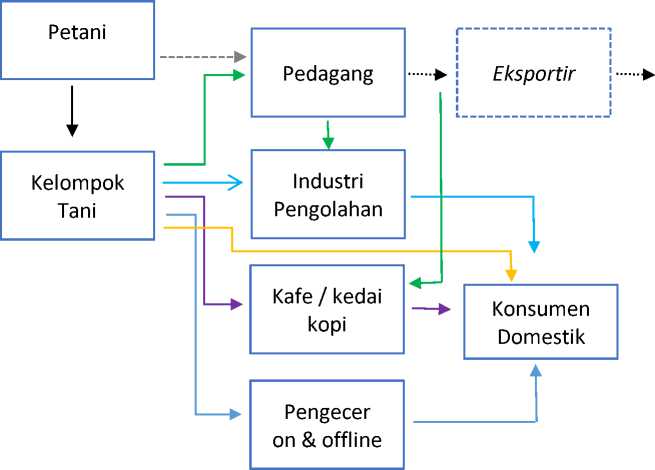 Petani
Pedagang
Eksportir
Kelompok
Tani
Industri
Pengolahan
Kafe / kedai
kopi
Konsumen
Domestik
Pengecer
on & offline